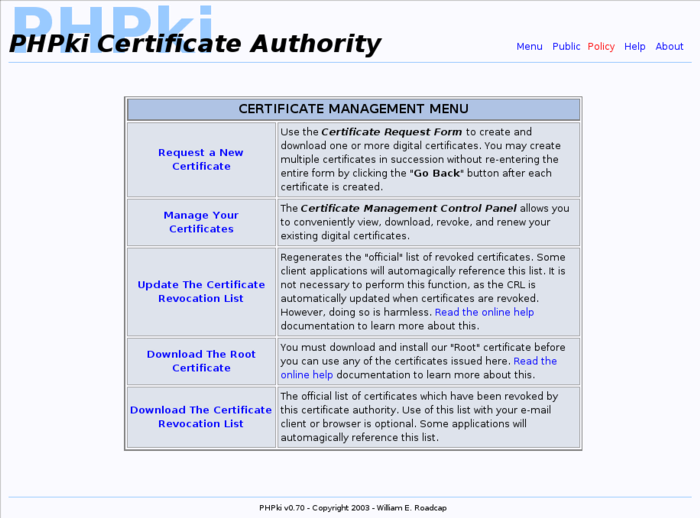 PHPki
PHPki Certificate Authority
Menu Public Policy Help About
CERTIFICATE MANAGEMENT MENU
Request a New
Certificate
Use the Certificate Request Form to create and
download one or more digital certificates. You may create
multiple certificates in succession without re-entering the
entire form by clicking the "Go Back" button after each
certificate is created.
Manage Your
Certificates
The Certificate Management Control Panel allows you
to conveniently view, download, revoke, and renew your
existing digital certificates.
Update The Certificate
Revocation List
Regenerates the "official" list of revoked certificates. Some
client applications will automagically reference this list. It is
not necessary to perform this function, as the CRL is
automatically updated when certificates are revoked.
However, doing so is harmless. Read the online help
documentation to learn more about this.
Download The Root
Certificate
You must download and install our "Root" certificate before
you can use any of the certificates issued here. Read the
online help documentation to learn more about this.
Download The Certificate
Revocation List
The official list of certificates which have been revoked by
this certificate authority. Use of this list with your e-mail
client or browser is optional. Some applications will
automagically reference this list.
PHPki v0.70 - Copyright 2003 - William E. Roadcap